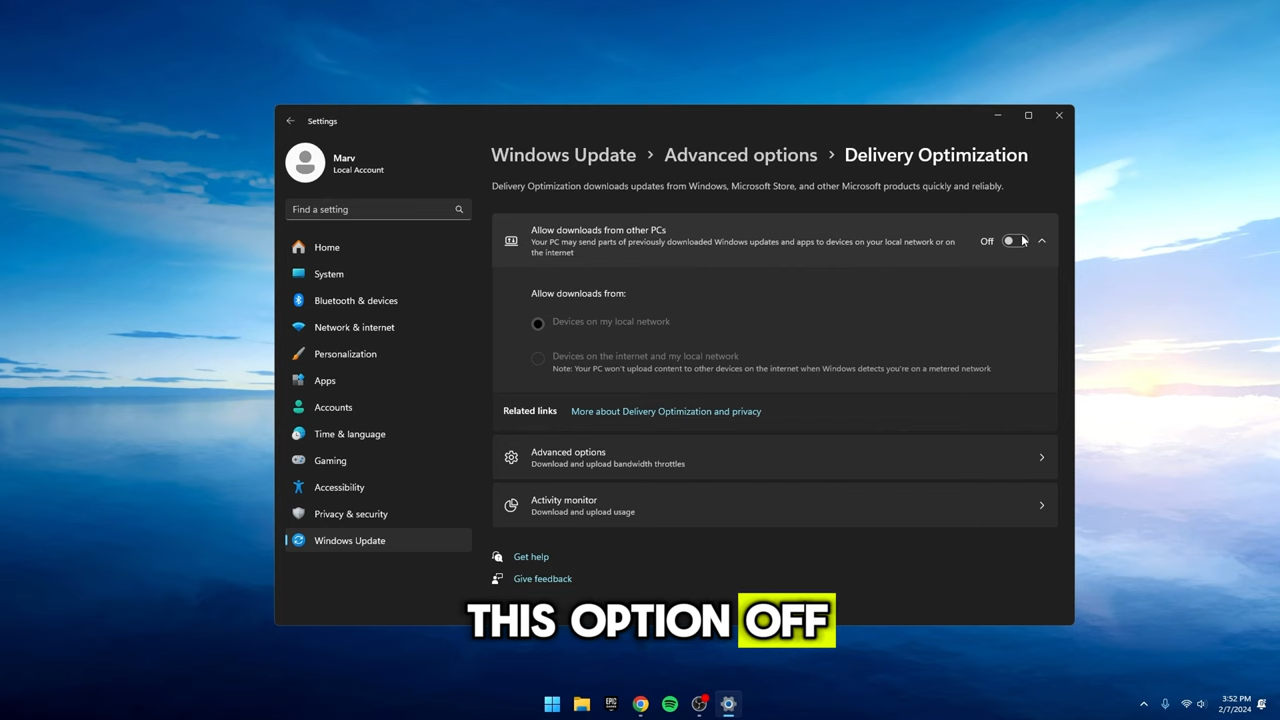 Settings
Marv
Local Account
Find a setting
Home
System
Bluetooth & devices
Network & internet
Personalization
Apps
Accounts
Time & language
Gaming
Accessibility
Privacy & security
Windows Update
Windows Update > Advanced options > Delivery Optimization
Delivery Optimization downloads updates from Windows, Microsoft Store, and other Microsoft products quickly and reliably.
Allow downloads from other PCs
Your PC may send parts of previously downloaded Windows updates and apps to devices on your local network or on
the internet
Off
Allow downloads from:
Devices on my local network
Devices on the internet and my local network
Note: Your PC won't upload content to other devices on the internet when Windows detects you're on a metered network
Related links More about Delivery Optimization and privacy
Advanced options
Download and upload bandwidth throttles
Activity monitor
Download and upload usage
Get help
Give feedback
THIS OPTION OFF
EPIC
3:52 PM
2/7/2024